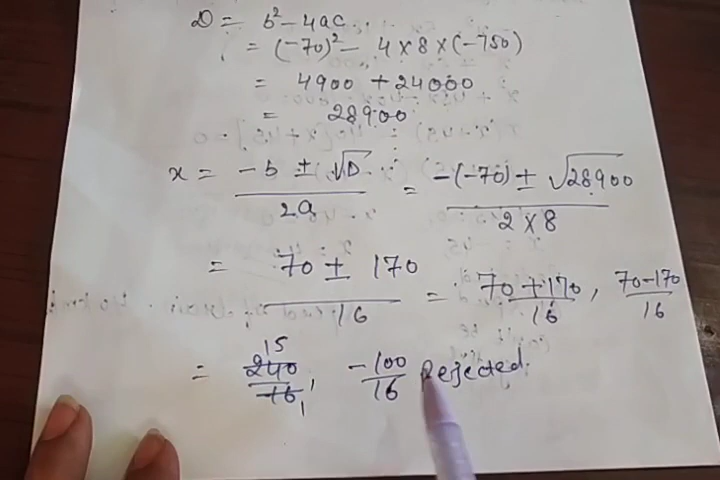 D = b² - 4ac
= (-70)² - 4 × 8 × (-750)
= 4900 + 24000
= 28900
x = -b ± √D / 2a = -(-70) ± √28900 / 2 × 8
= 70 ± 170 / 16 = 70 + 170 / 16 , 70 - 170 / 16
= 240 / 16 15 1 , -100 / 16 Rejected